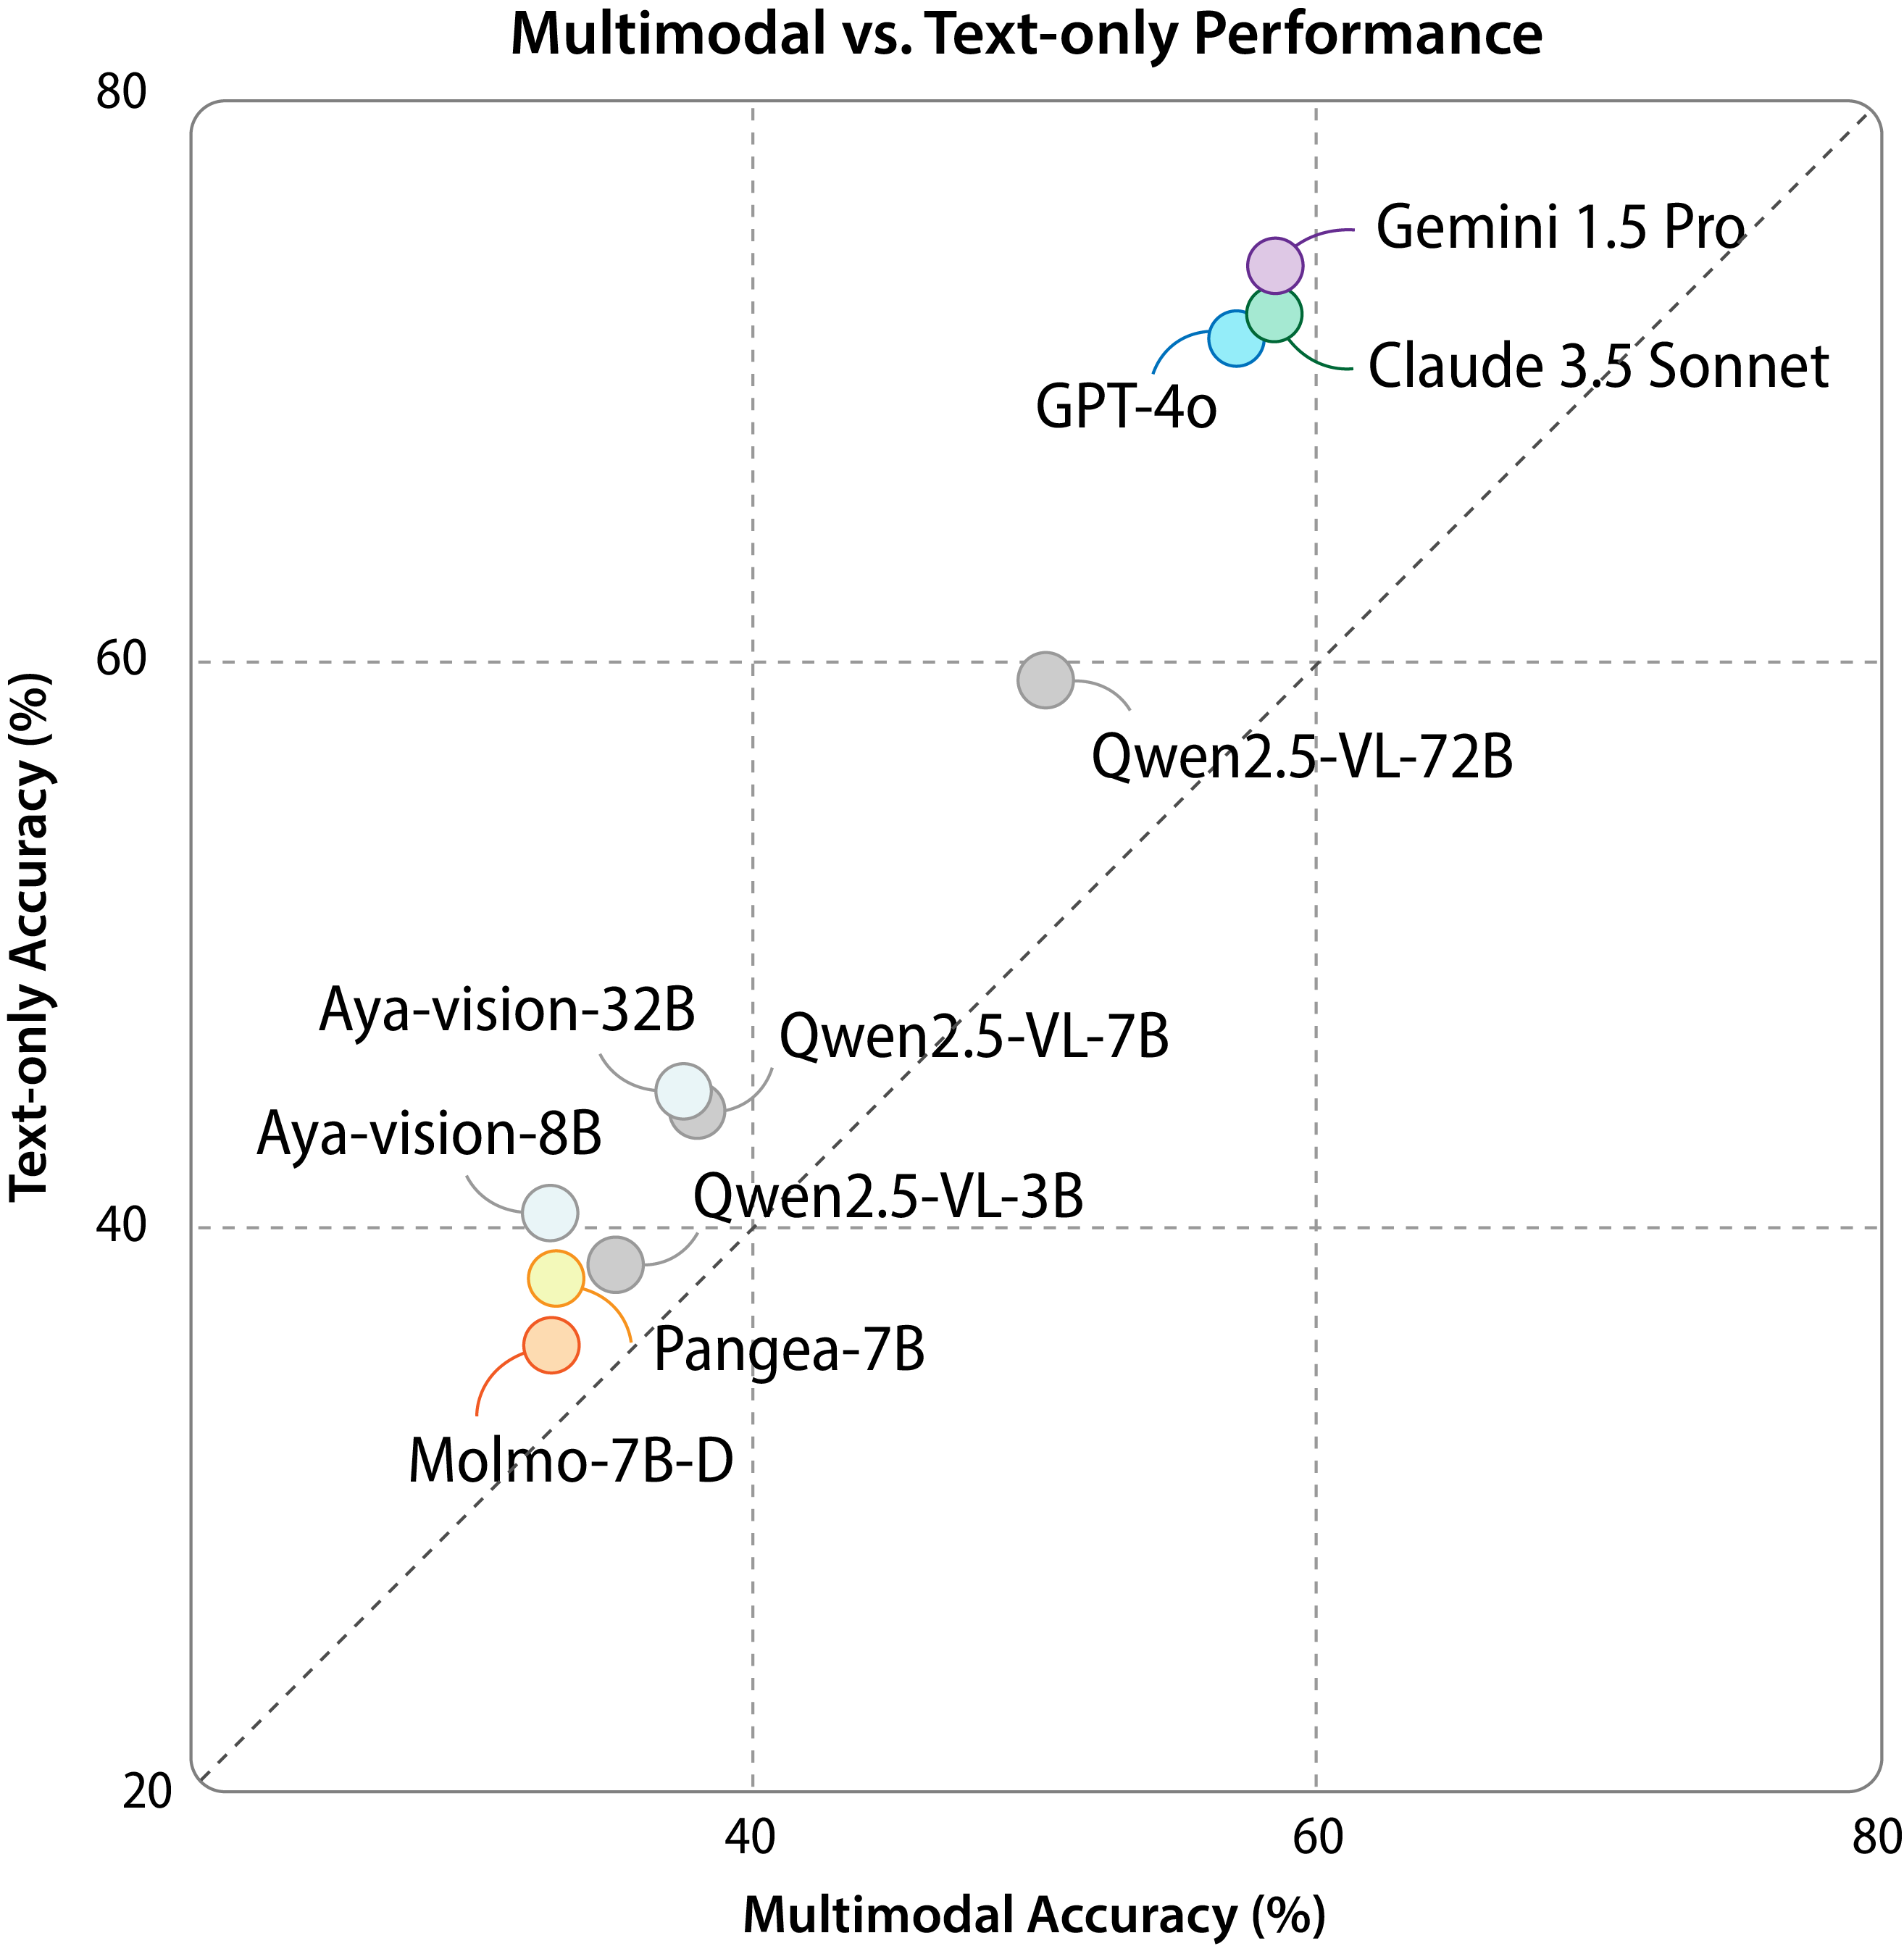 Multimodal vs. Text-only Performance
80
Gemini 1.5 Pro
Claude 3.5 Sonnet
GPT-4o
60
Qwen2.5-VL-72B
Text-only Accuracy (%)
Aya-vision-32B
Qwen2.5-VL-7B
Aya-vision-8B
Qwen2.5-VL-3B
40
Pangea-7B
Molmo-7B-D
20
40
60
80
Multimodal Accuracy (%)